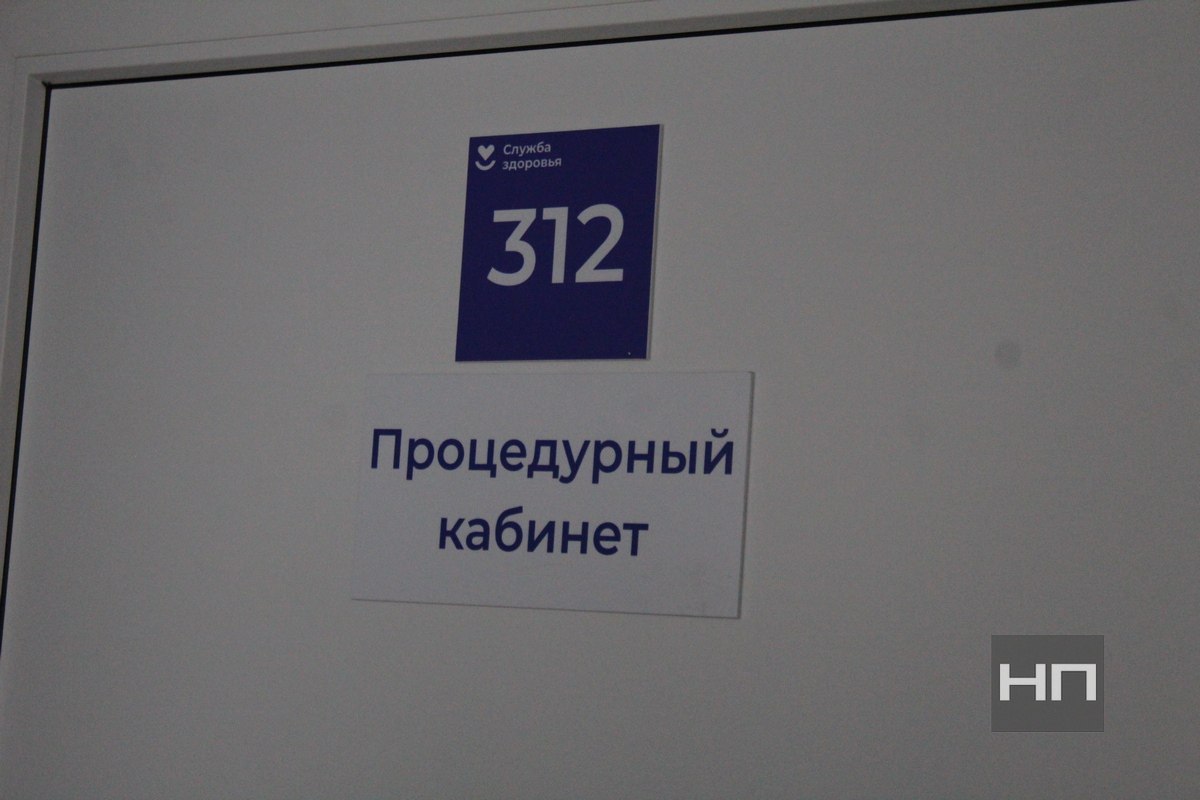 Служба
здоровья
312
Процедурный
кабинет
НП